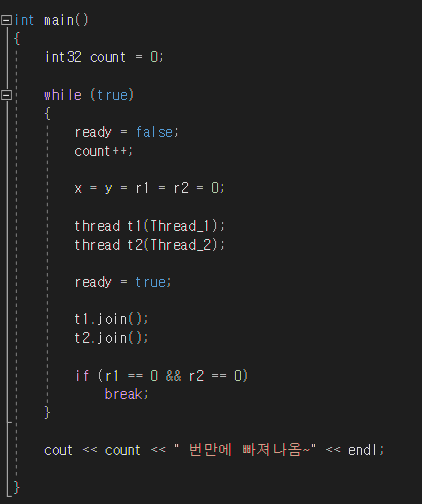 int main()
{
int32 count = 0;
while (true)
{
ready = false;
count++;
x = y = r1 = r2 = 0;
thread t1(Thread_1);
thread t2(Thread_2);
ready = true;
t1.join();
t2.join();
if (r1 == 0 && r2 == 0)
break;
}
cout << count << " 번만에 빠져나옴~" << endl;
}